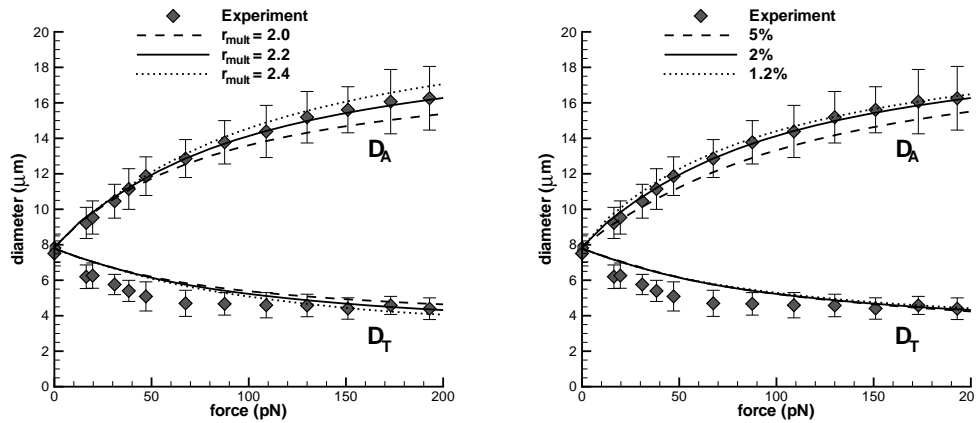 Experiment
r_mult = 2.0
r_mult = 2.2
r_mult = 2.4
20
18
16
14
12
10
8
6
4
2
0
diameter (μm)
D_A
D_T
0 50 100 150 200
force (pN)
Experiment
5%
2%
1.2%
20
18
16
14
12
10
8
6
4
2
0
diameter (μm)
D_A
D_T
0 50 100 150 20
force (pN)